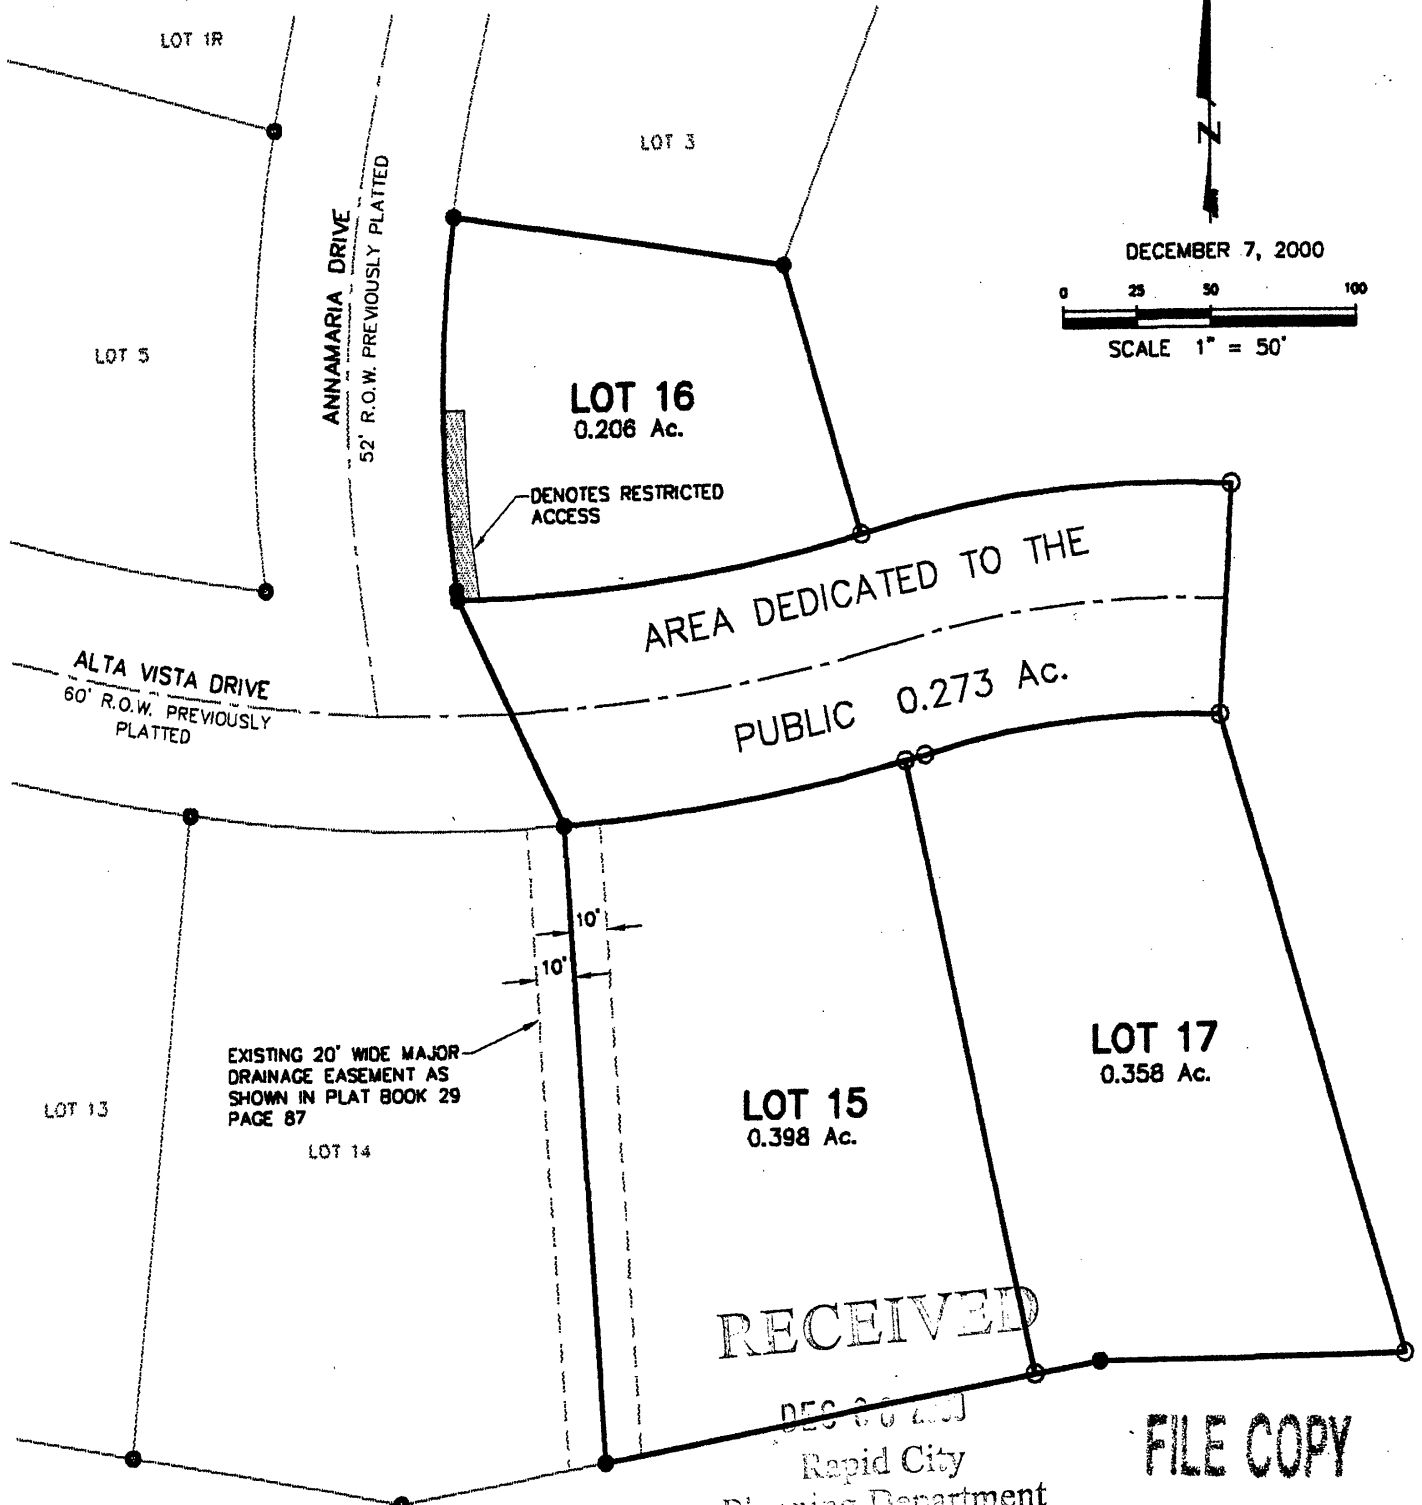 LOT 1R
LOT 3
N
DECEMBER 7, 2000
0 25 50 100
SCALE 1" = 50'
ANNAMARIA DRIVE
52' R.O.W. PREVIOUSLY PLATTED
LOT 5
LOT 16
0.206 Ac.
DENOTES RESTRICTED
ACCESS
AREA DEDICATED TO THE
PUBLIC 0.273 Ac.
ALTA VISTA DRIVE
60' R.O.W. PREVIOUSLY
PLATTED
10'
10'
EXISTING 20' WIDE MAJOR
DRAINAGE EASEMENT AS
SHOWN IN PLAT BOOK 29
PAGE 87
LOT 13
LOT 14
LOT 15
0.398 Ac.
LOT 17
0.358 Ac.
RECEIVED
DEC
Rapid City
Department
FILE COPY